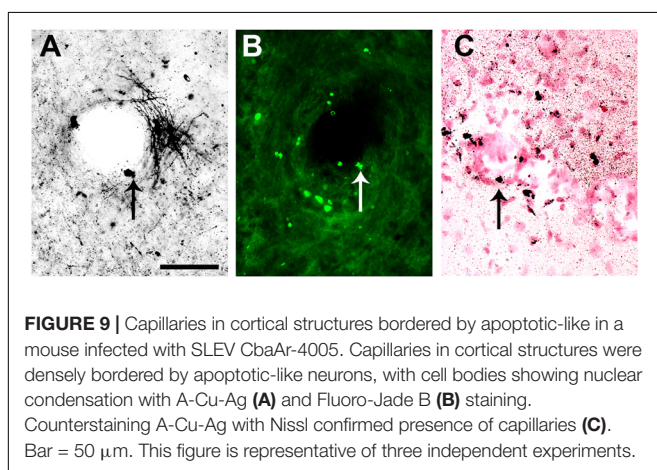 A B C
FIGURE 9 | Capillaries in cortical structures bordered by apoptotic-like in a
mouse infected with SLEV CbaAr-4005. Capillaries in cortical structures were
densely bordered by apoptotic-like neurons, with cell bodies showing nuclear
condensation with A-Cu-Ag (A) and Fluoro-Jade B (B) staining.
Counterstaining A-Cu-Ag with Nissl confirmed presence of capillaries (C).
Bar = 50 μm. This figure is representative of three independent experiments.